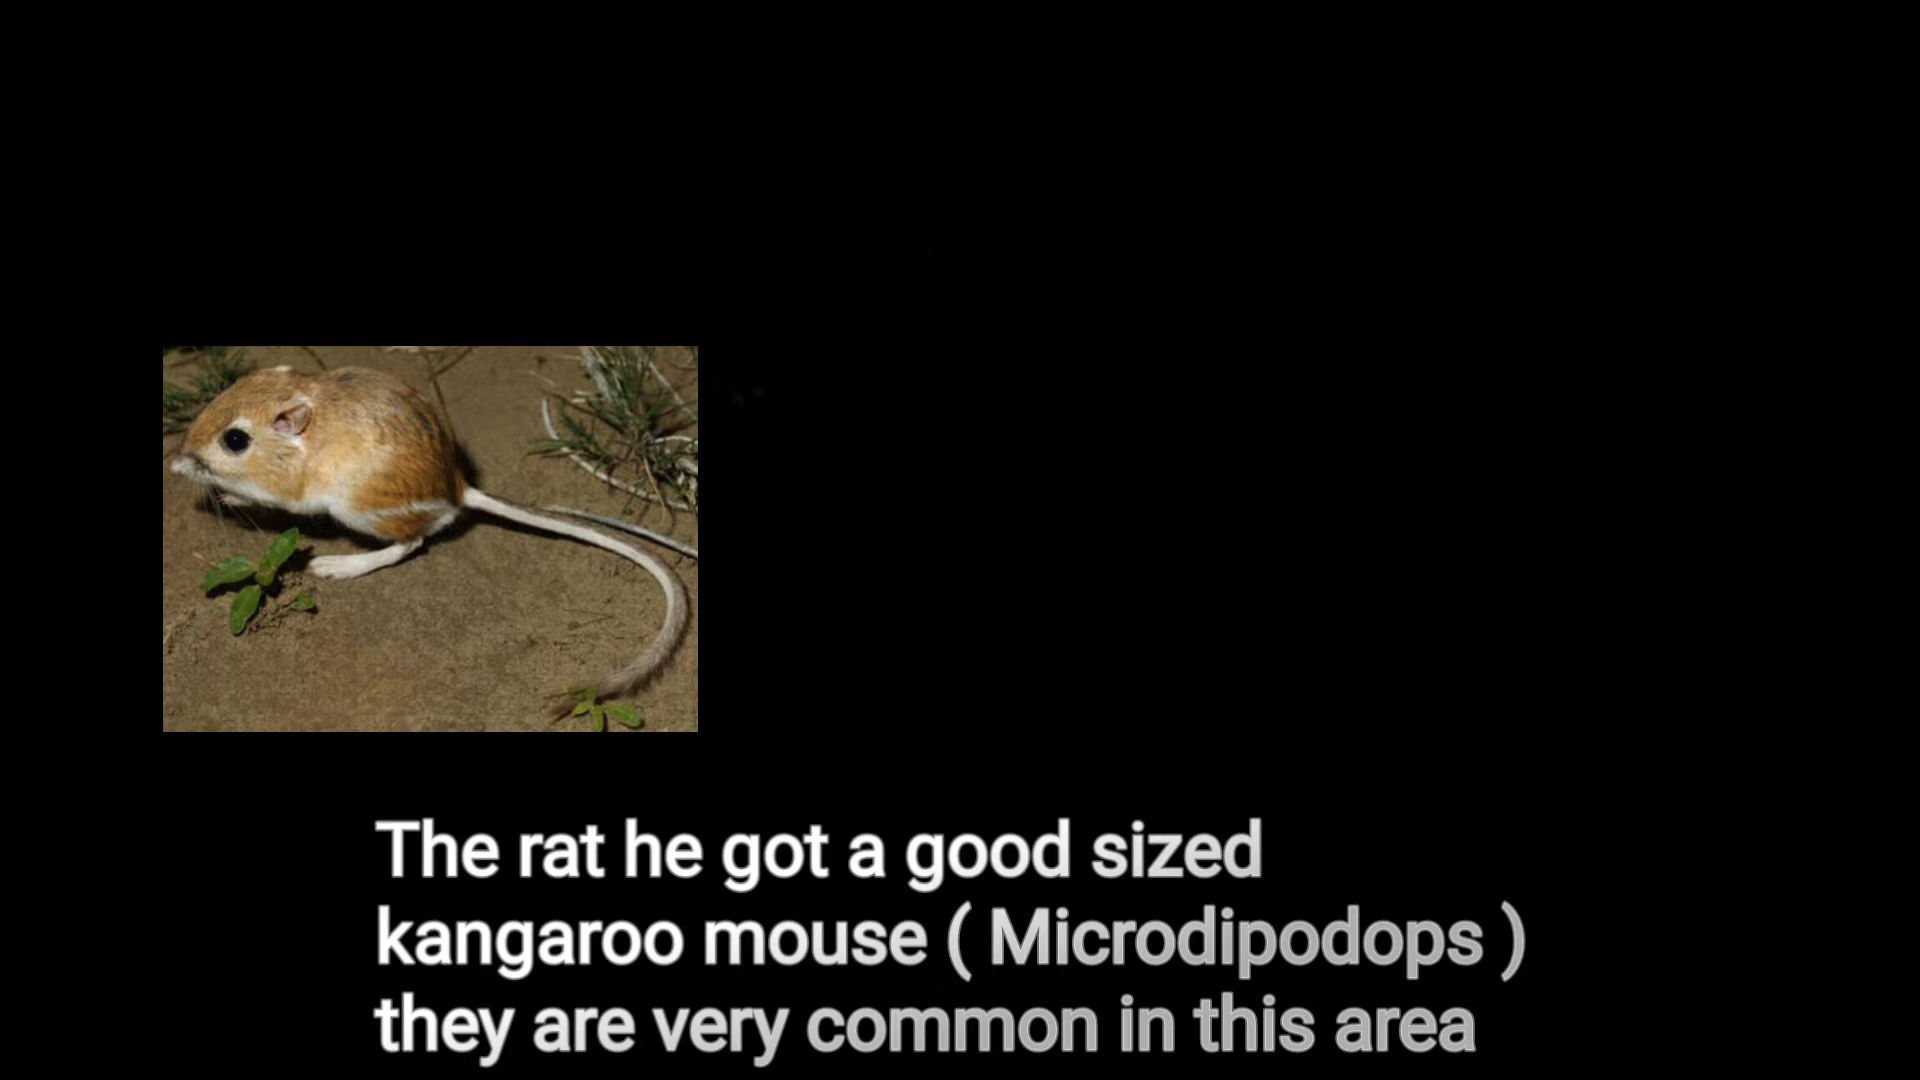 The rat he got a good sized
kangaroo mouse ( Microdipodops )
they are very common in this area